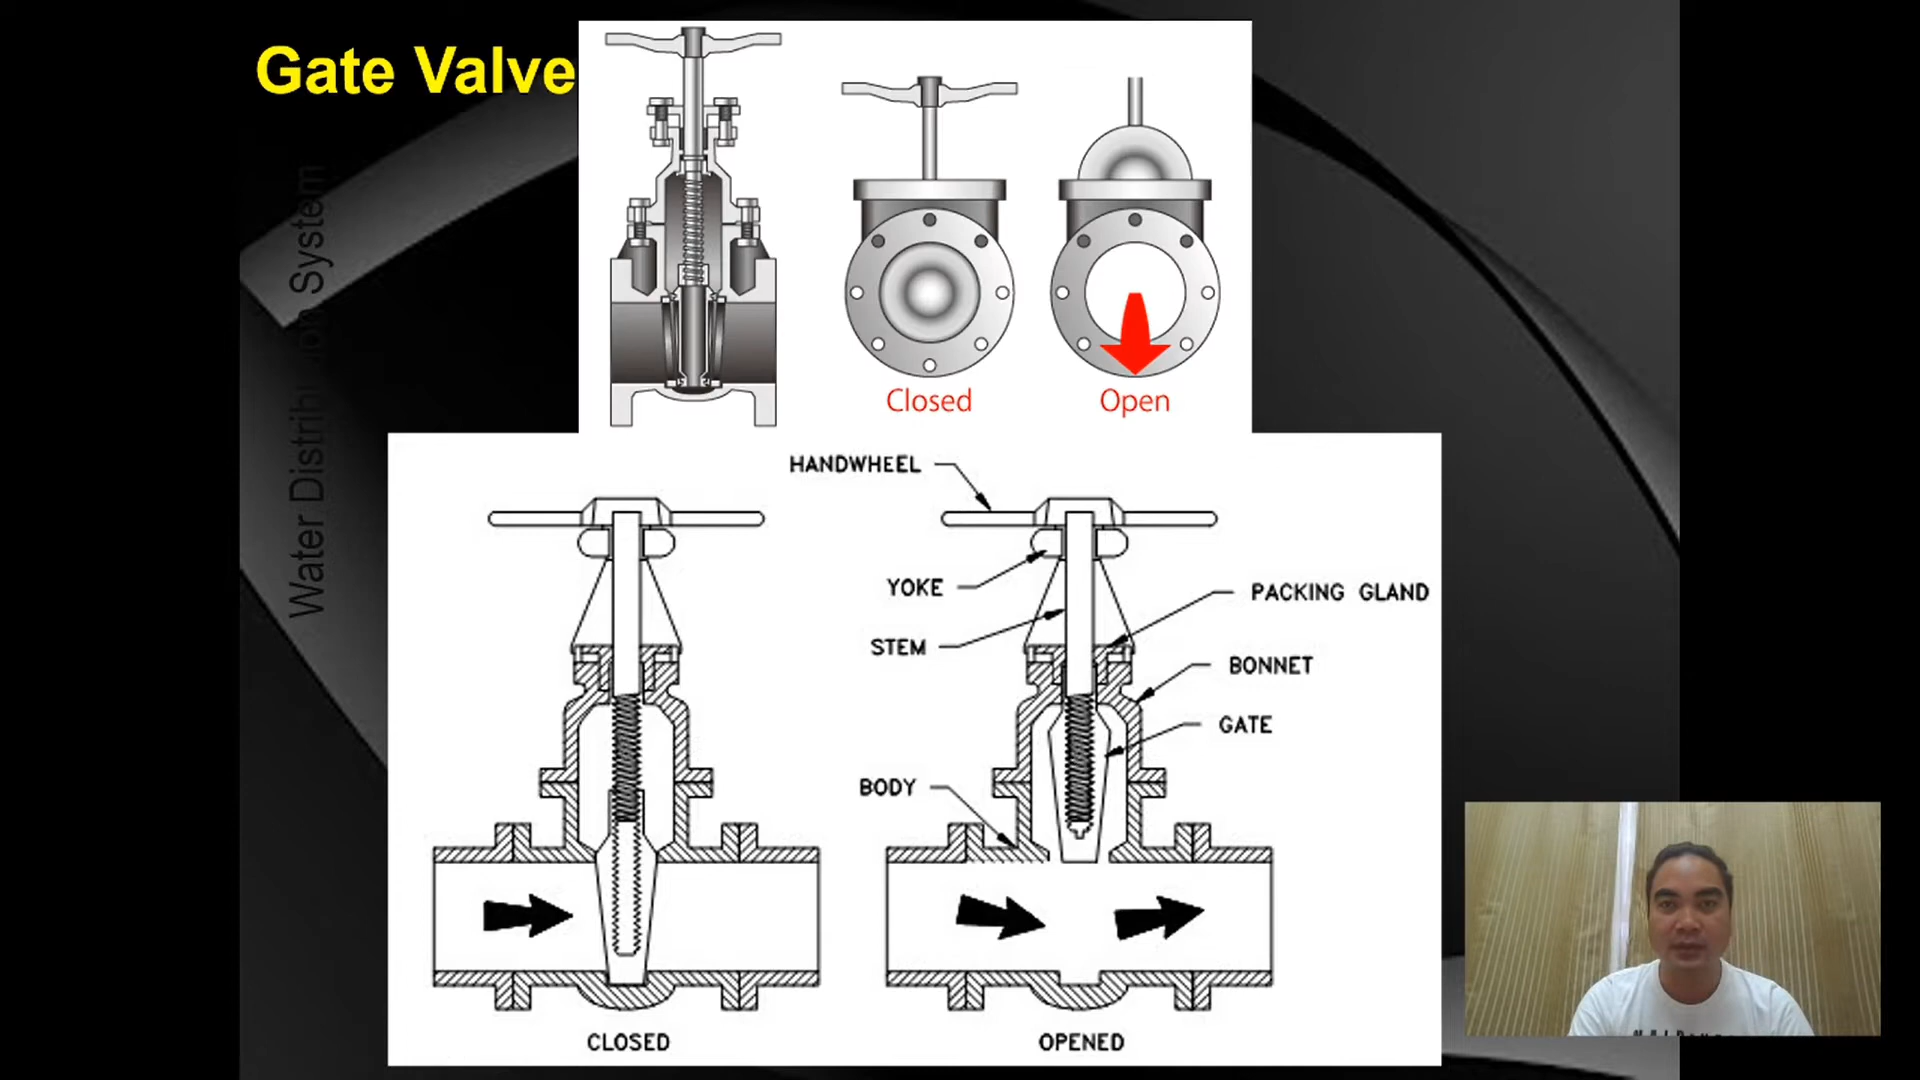 Gate Valve
Water Distribution System
Closed
Open
HANDWHEEL
YOKE
PACKING GLAND
STEM
BONNET
GATE
BODY
CLOSED
OPENED